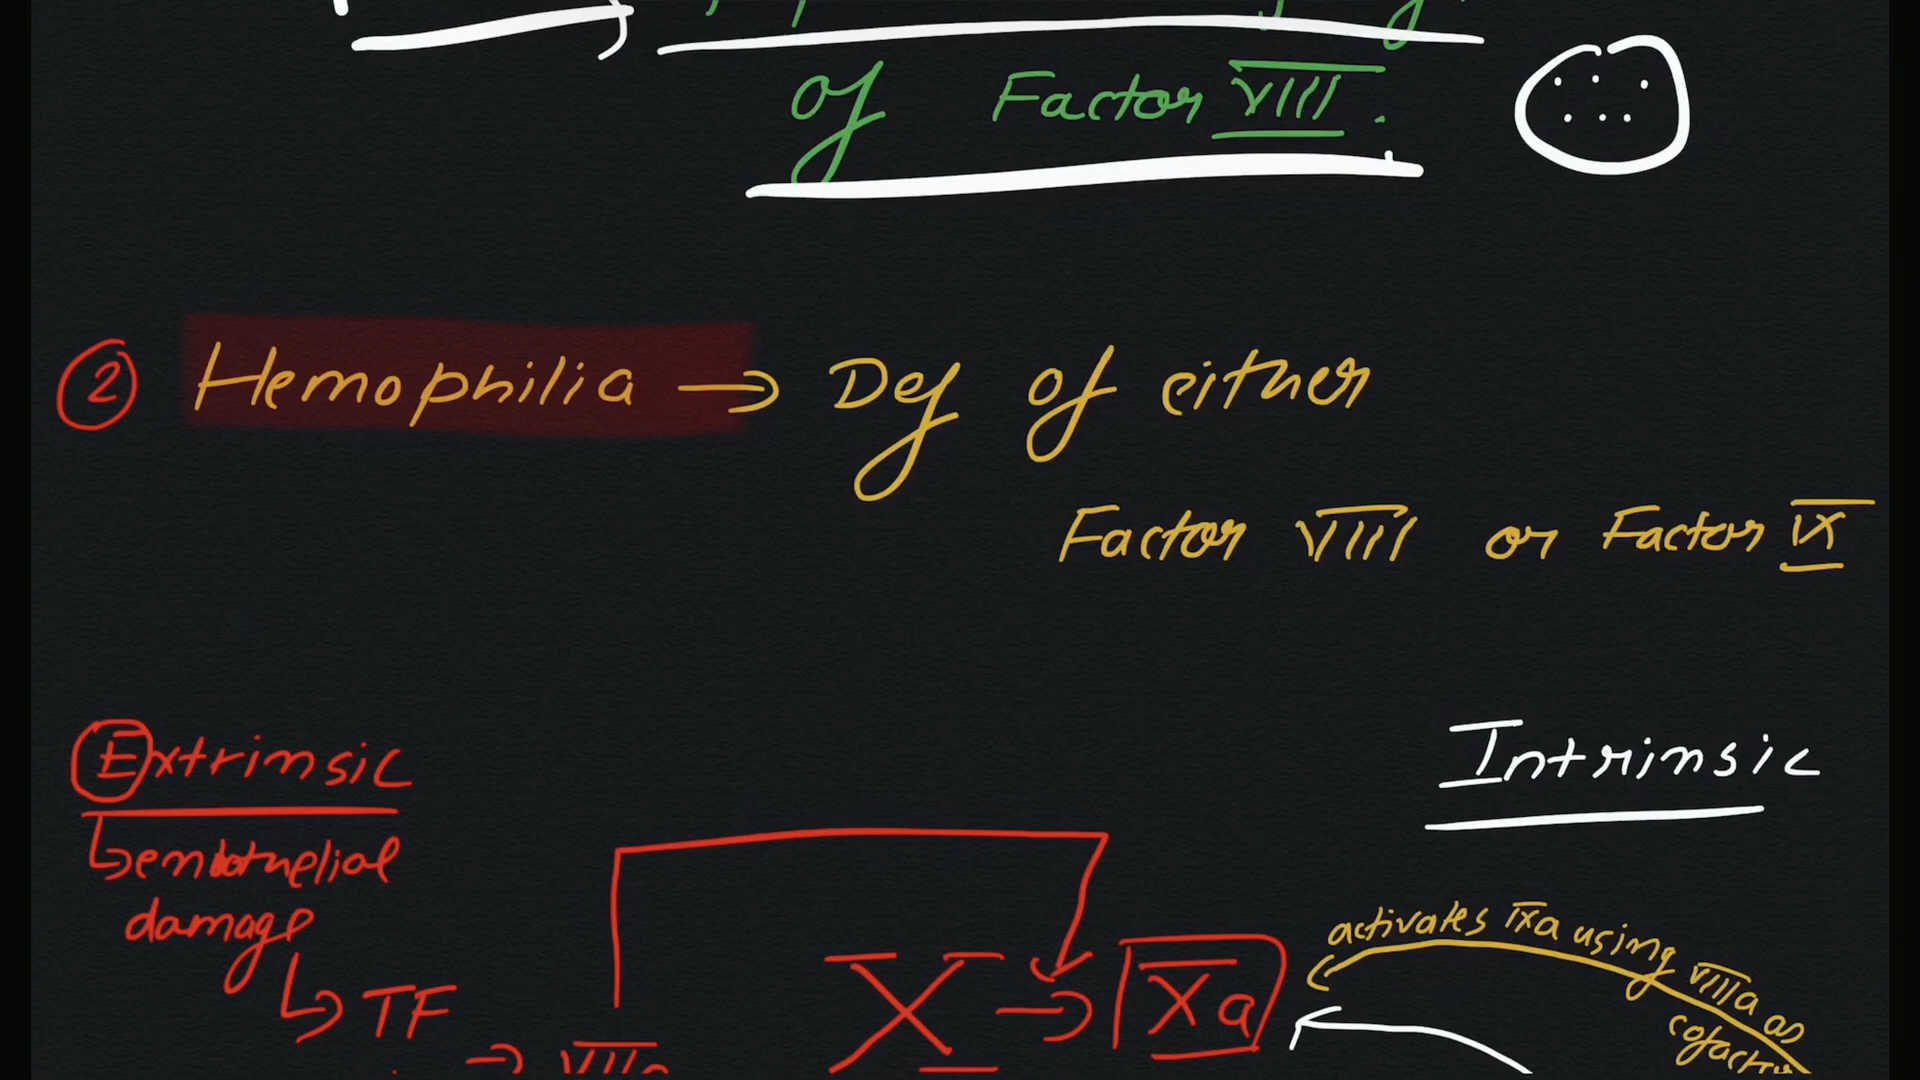 of Factor VIII.
2 Hemophilia → Def of either
Factor VIII or Factor IX
Extrinsic
↳ endothelial
damage
↳ TF
→
X → Xa
Intrinsic
activates IXa using VIIIa as
cofactor